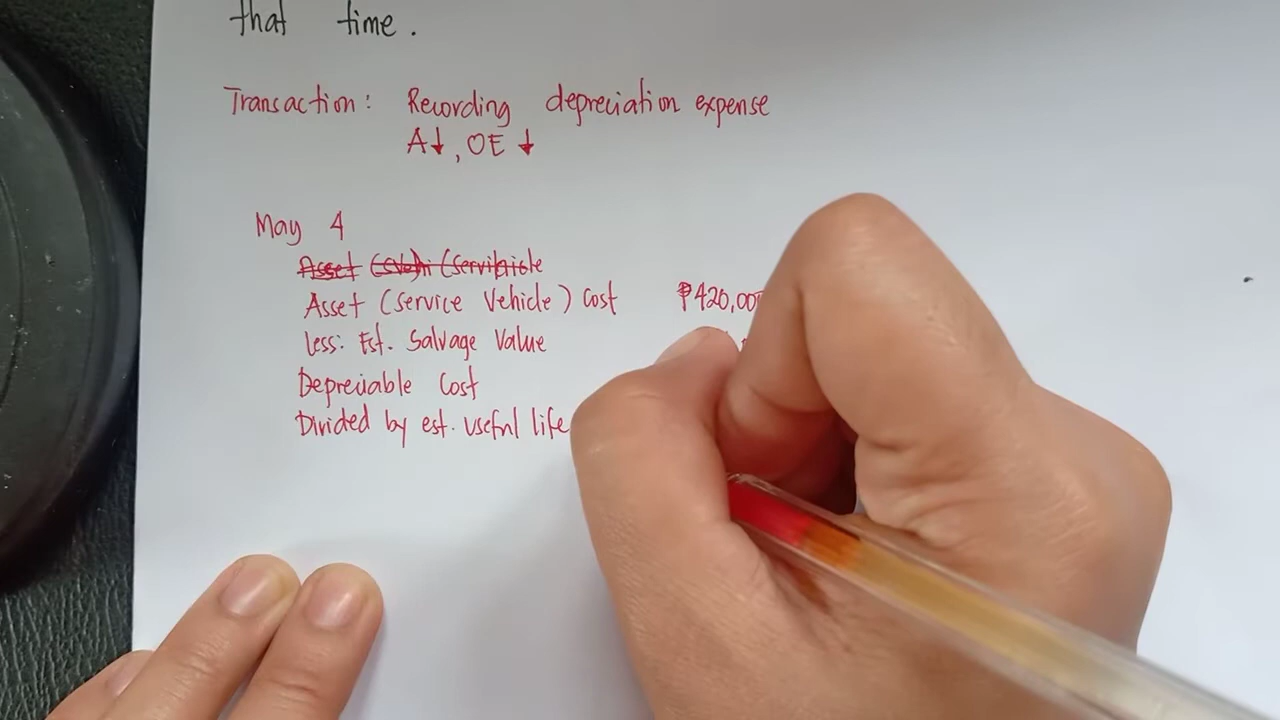 that time.
Transaction: Recording depreciation expense
A↓, OE ↓
May 4
Asset (Service Vehicle) Cost ₱420,000
less: Est. Salvage Value
Depreciable Cost
Divided by est. useful life